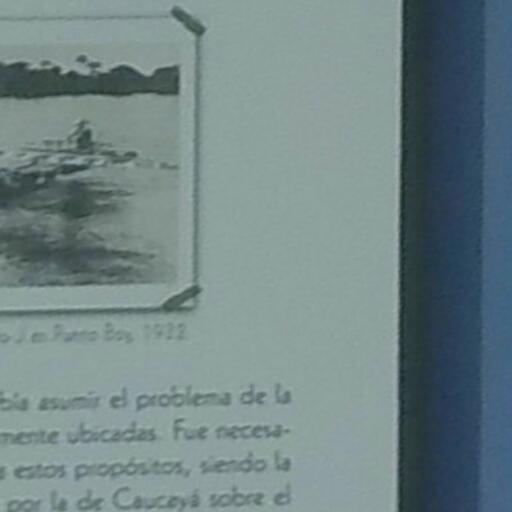 en Puerto Boy, 1932
bía asumir el problema de la
mente ubicadas. Fue necesa-
s estos propósitos, siendo la
por la de Caucayá sobre el